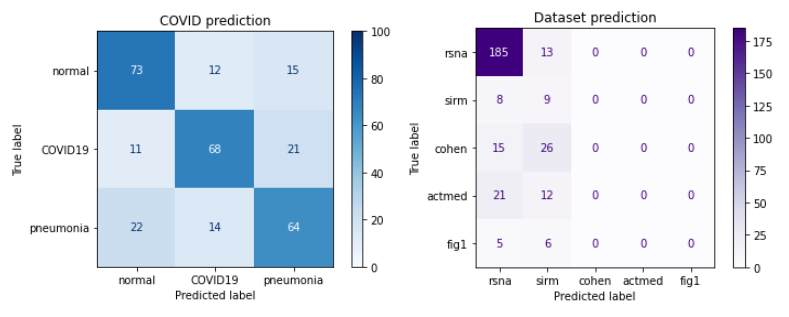 COVID prediction
True label
normal
COVID19
pneumonia
73 12 15
11 68 21
22 14 64
normal COVID19 pneumonia
Predicted label
100
80
60
40
20
0
Dataset prediction
True label
rsna
sirm
cohen
actmed
fig1
185 13 0 0 0
8 9 0 0 0
15 26 0 0 0
21 12 0 0 0
5 6 0 0 0
rsna sirm cohen actmed fig1
Predicted label
175
150
125
100
75
50
25
0